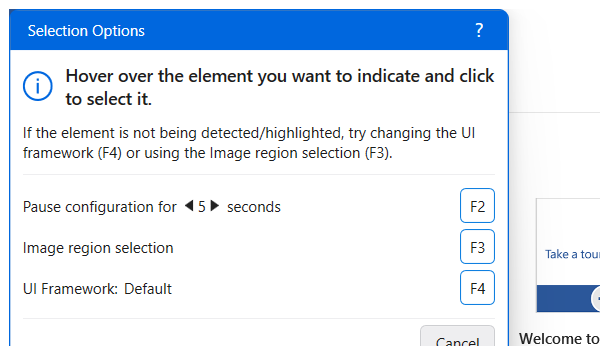 Selection Options ?
Hover over the element you want to indicate and click
to select it.
If the element is not being detected/highlighted, try changing the UI
framework (F4) or using the Image region selection (F3).
Pause configuration for 5 seconds F2
Image region selection F3
UI Framework: Default F4
Cancel
Take a tour
Welcome to